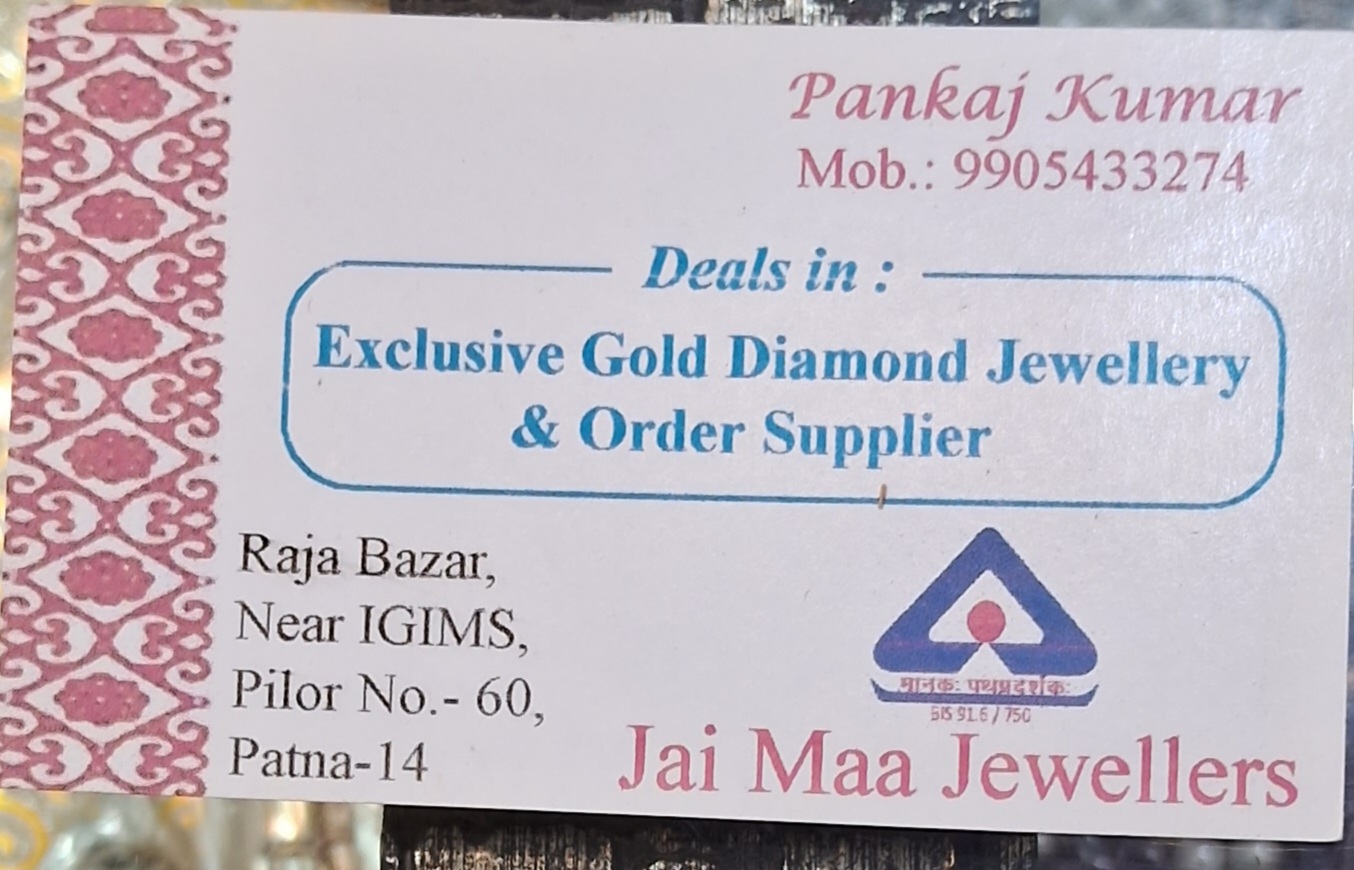 Pankaj Kumar
Mob.: 9905433274
Deals in :
Exclusive Gold Diamond Jewellery
& Order Supplier
Raja Bazar,
Near IGIMS,
Pilor No.- 60,
Patna-14
मानकः पथप्रदर्शकः
BIS 91.6 / 750
Jai Maa Jewellers